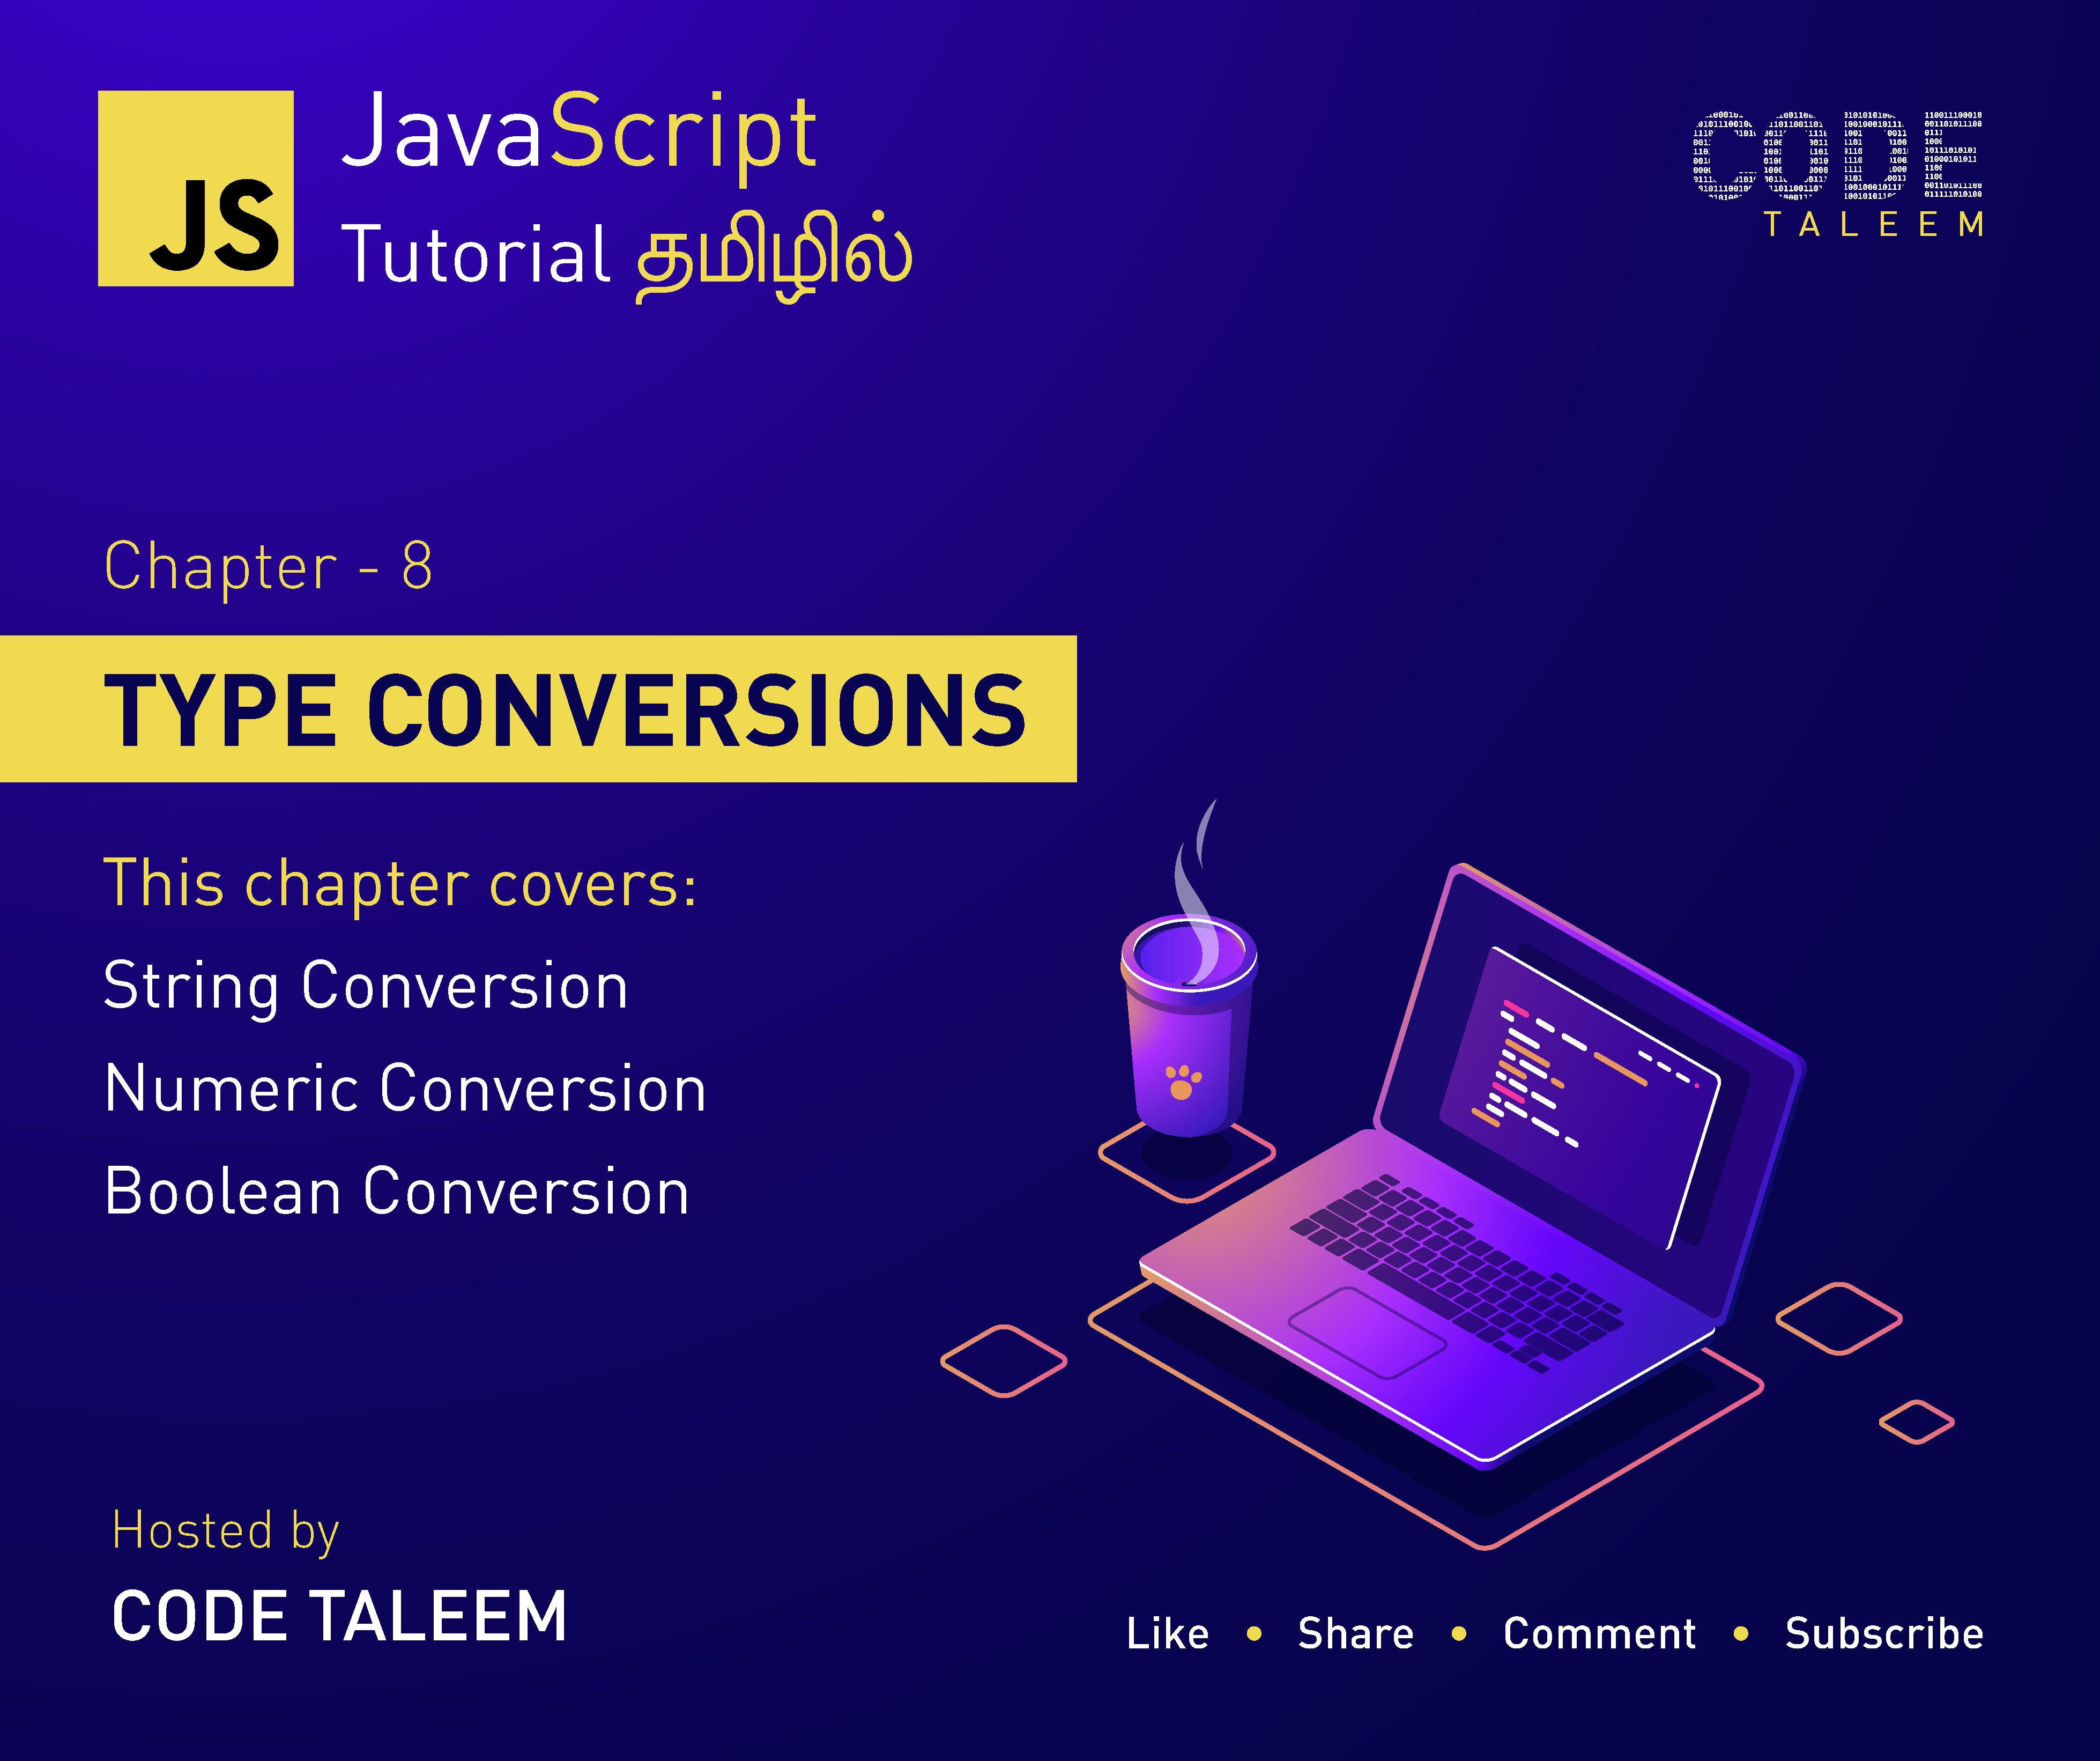 JS
JavaScript
Tutorial தமிழில்
CODE
TALEEM
Chapter - 8
TYPE CONVERSIONS
This chapter covers:
String Conversion
Numeric Conversion
Boolean Conversion
Hosted by
CODE TALEEM
Like • Share • Comment • Subscribe